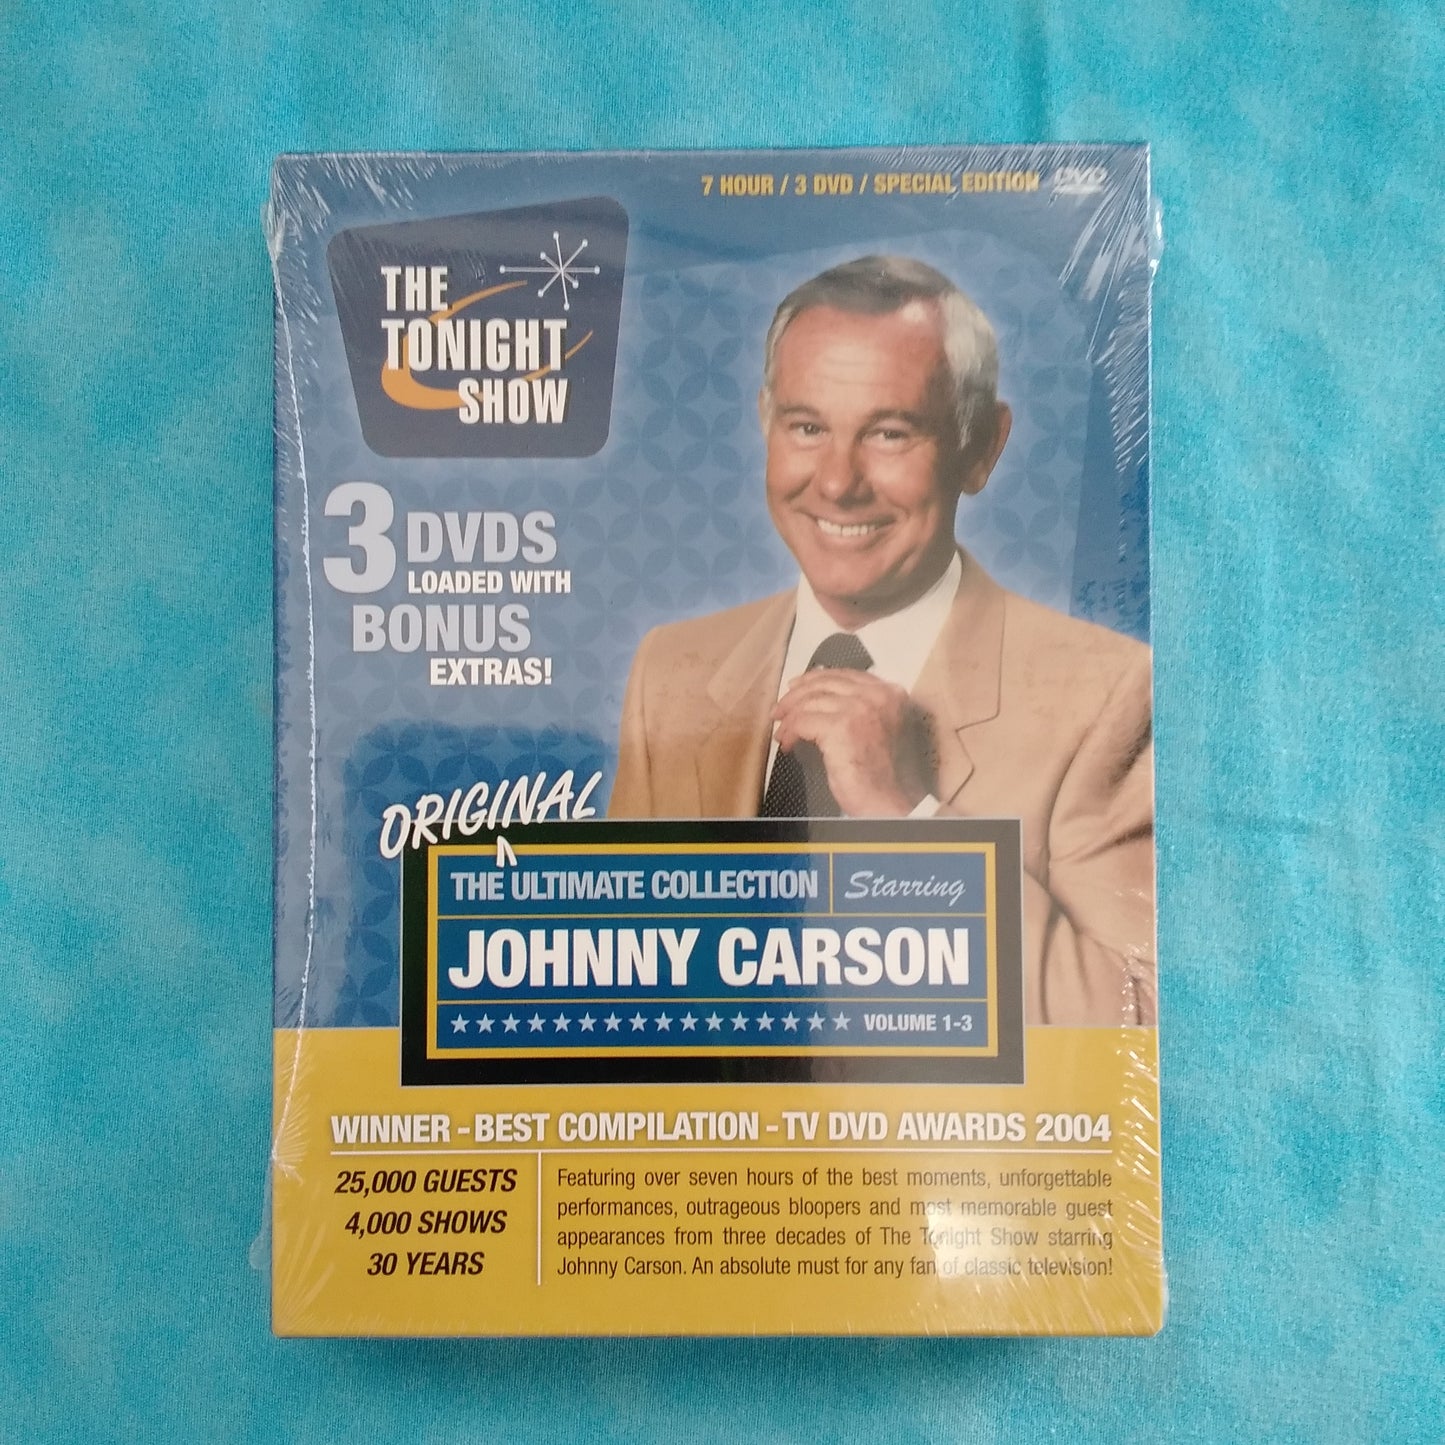 7 HOUR / 3 DVD / SPECIAL EDITION DVD
THE
TONIGHT
SHOW
3 DVDS
LOADED WITH
BONUS
EXTRAS!
ORIGINAL
THE ULTIMATE COLLECTION Starring
JOHNNY CARSON
VOLUME 1-3
WINNER - BEST COMPILATION - TV DVD AWARDS 2004
25,000 GUESTS
4,000 SHOWS
30 YEARS
Featuring over seven hours of the best moments, unforgettable
performances, outrageous bloopers and most memorable guest
appearances from three decades of The Tonight Show starring
Johnny Carson. An absolute must for any fan of classic television!